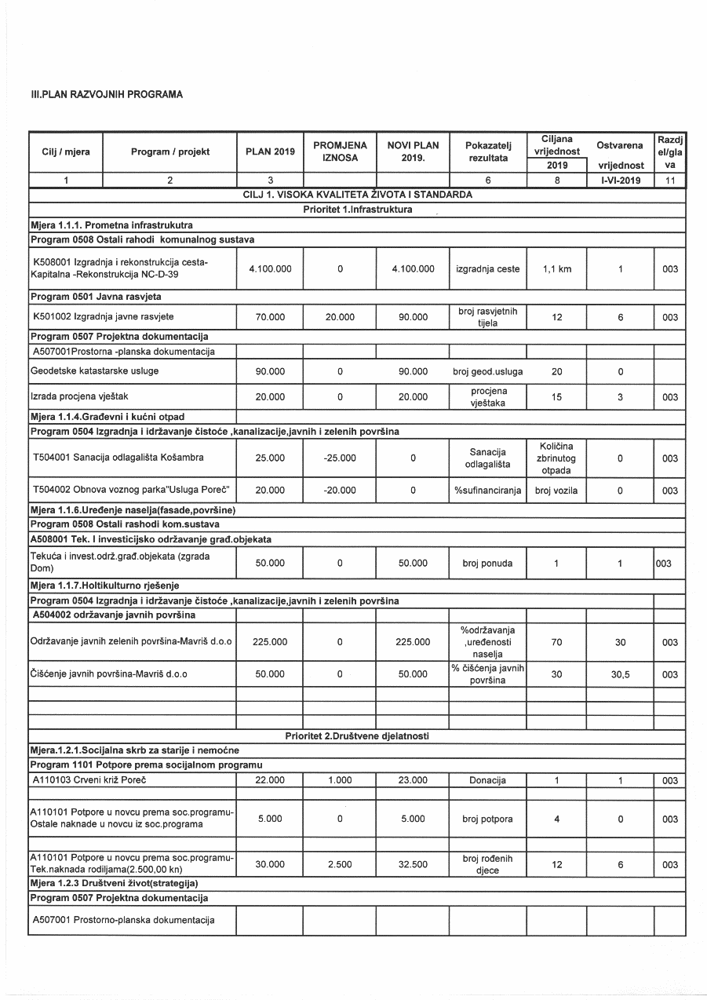 III.PLAN RAZVOJNIH PROGRAMA
Cilj / mjera Program / projekt PLAN 2019 PROMJENA IZNOSA NOVI PLAN 2019. Pokazatelj rezultata Ciljana vrijednost 2019 Ostvarena vrijednost Razdjel/glava
1 2 3 6 8 I-VI-2019 11
CILJ 1. VISOKA KVALITETA ŽIVOTA I STANDARDA
Prioritet 1.Infrastruktura
Mjera 1.1.1. Prometna infrastrukutra
Program 0508 Ostali rahodi komunalnog sustava
K508001 Izgradnja i rekonstrukcija cesta-
Kapitalna -Rekonstrukcija NC-D-39 4.100.000 0 4.100.000 izgradnja ceste 1,1 km 1 003
Program 0501 Javna rasvjeta
K501002 Izgradnja javne rasvjete 70.000 20.000 90.000 broj rasvjetnih tijela 12 6 003
Program 0507 Projektna dokumentacija
A507001Prostorna -planska dokumentacija
Geodetske katastarske usluge 90.000 0 90.000 broj geod.usluga 20 0
Izrada procjena vještak 20.000 0 20.000 procjena vještaka 15 3 003
Mjera 1.1.4.Građevni i kućni otpad
Program 0504 Izgradnja i idržavanje čistoće ,kanalizacije,javnih i zelenih površina
T504001 Sanacija odlagališta Košambra 25.000 -25.000 0 Sanacija odlagališta Količina zbrinutog otpada 0 003
T504002 Obnova voznog parka"Usluga Poreč" 20.000 -20.000 0 %sufinanciranja broj vozila 0 003
Mjera 1.1.6.Uređenje naselja(fasade,površine)
Program 0508 Ostali rashodi kom.sustava
A508001 Tek. I investicijsko održavanje građ.objekata
Tekuća i invest.održ.građ.objekata (zgrada
Dom) 50.000 0 50.000 broj ponuda 1 1 003
Mjera 1.1.7.Holtikulturno rješenje
Program 0504 Izgradnja i idržavanje čistoće ,kanalizacije,javnih i zelenih površina
A504002 održavanje javnih površina
Održavanje javnih zelenih površina-Mavriš d.o.o 225.000 0 225.000 %održavanja ,uređenosti naselja 70 30 003
Čišćenje javnih površina-Mavriš d.o.o 50.000 0 50.000 % čišćenja javnih površina 30 30,5 003
Prioritet 2.Društvene djelatnosti
Mjera.1.2.1.Socijalna skrb za starije i nemoćne
Program 1101 Potpore prema socijalnom programu
A110103 Crveni križ Poreč 22.000 1.000 23.000 Donacija 1 1 003
A110101 Potpore u novcu prema soc.programu-
Ostale naknade u novcu iz soc.programa 5.000 0 5.000 broj potpora 4 0 003
A110101 Potpore u novcu prema soc.programu-
Tek.naknada rodiljama(2.500,00 kn) 30.000 2.500 32.500 broj rođenih djece 12 6 003
Mjera 1.2.3 Društveni život(strategija)
Program 0507 Projektna dokumentacija
A507001 Prostorno-planska dokumentacija